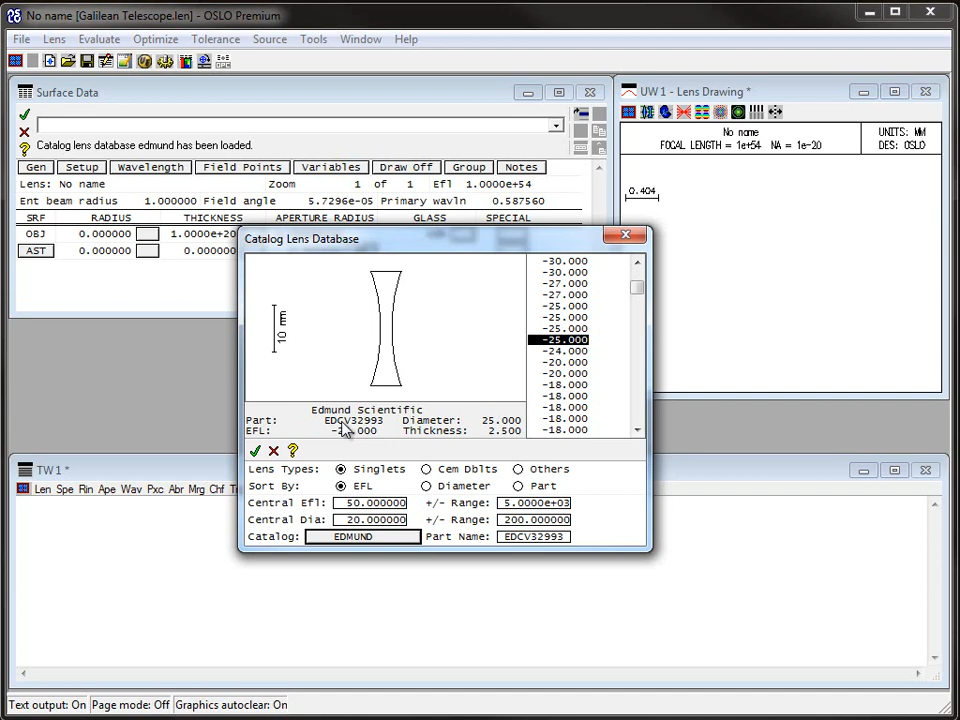 No name [Galilean Telescope.len] - OSLO Premium
File Lens Evaluate Optimize Tolerance Source Tools Window Help
Surface Data
Catalog lens database edmund has been loaded.
Gen Setup Wavelength Field Points Variables Draw Off Group Notes
Lens: No name Zoom 1 of 1 Efl 1.0000e+54
Ent beam radius 1.000000 Field angle 5.7296e-05 Primary wavln 0.587560
SRF RADIUS THICKNESS APERTURE RADIUS GLASS SPECIAL
OBJ 0.000000 1.0000e+20
AST 0.000000 0.000000
UW 1 - Lens Drawing *
No name
FOCAL LENGTH = 1e+54 NA = 1e-20
UNITS: MM
DES: OSLO
0.404
Catalog Lens Database
10 mm
-30.000
-30.000
-27.000
-27.000
-25.000
-25.000
-25.000
-25.000
-24.000
-20.000
-20.000
-18.000
-18.000
-18.000
-18.000
-18.000
Edmund Scientific
Part: EDCV32993 Diameter: 25.000
EFL: Thickness: 2.500
Lens Types: Singlets Cem Dblts Others
Sort By: EFL Diameter Part
Central Efl: 50.000000 +/- Range: 5.0000e+03
Central Dia: 20.000000 +/- Range: 200.000000
Catalog: EDMUND Part Name: EDCV32993
TW 1 *
Len Spe Rin Ape Wav Pxc Abr Mrg Chf
Text output: On Page mode: Off Graphics autoclear: On